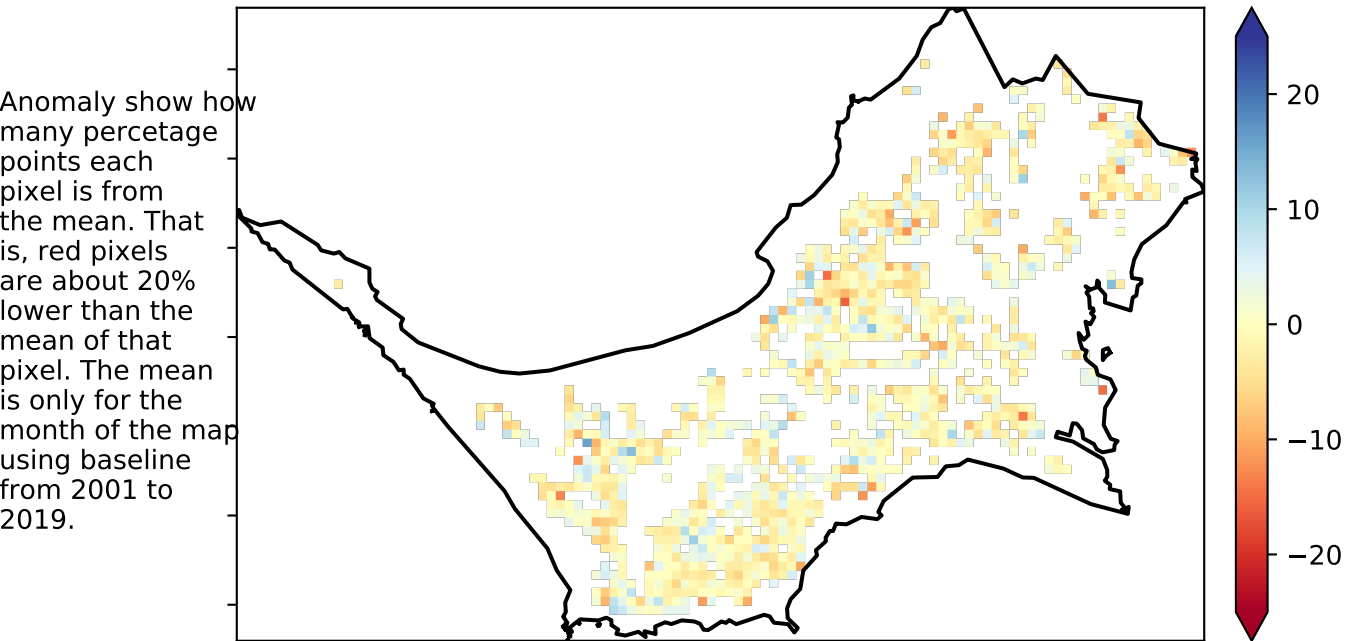 Anomaly show how
many percetage
points each
pixel is from
the mean. That
is, red pixels
are about 20%
lower than the
mean of that
pixel. The mean
is only for the
month of the map
using baseline
from 2001 to
2019.
20
10
0
−10
−20